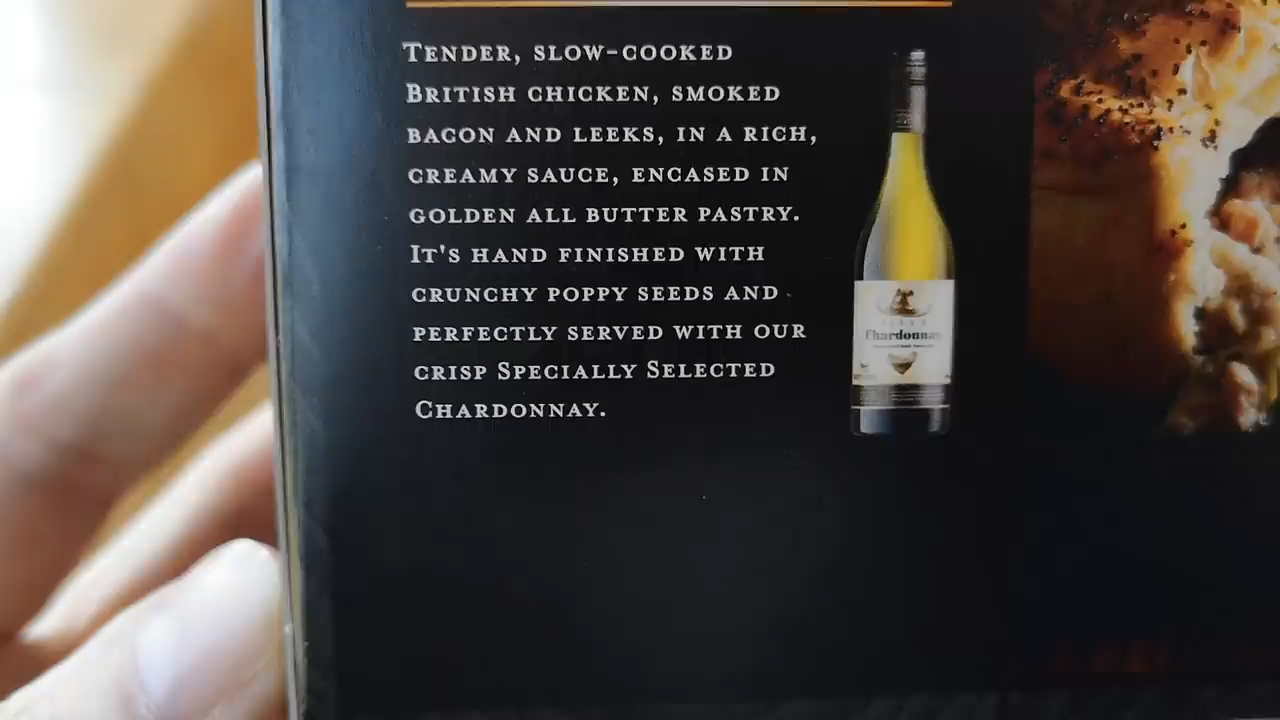 Tender, slow-cooked
British chicken, smoked
bacon and leeks, in a rich,
creamy sauce, encased in
golden all butter pastry.
It's hand finished with
crunchy poppy seeds and
perfectly served with our
crisp Specially Selected
Chardonnay.
Chardonnay